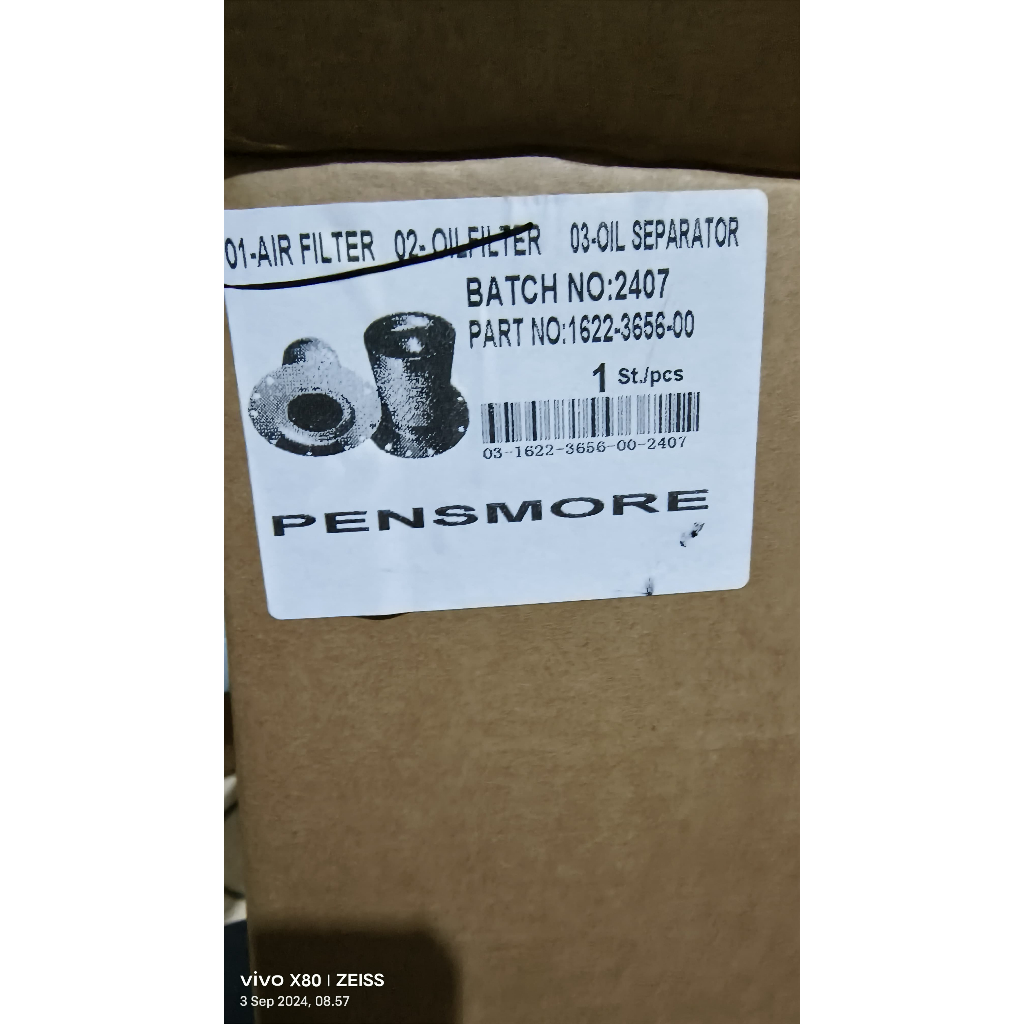 01-AIR FILTER 02- OILFILTER 03-OIL SEPARATOR
BATCH NO:2407
PART NO:1622-3656-00
1 St./pcs
03-1622-3656-00-2407
PENSMORE
vivo X80 | ZEISS
3 Sep 2024, 08.57